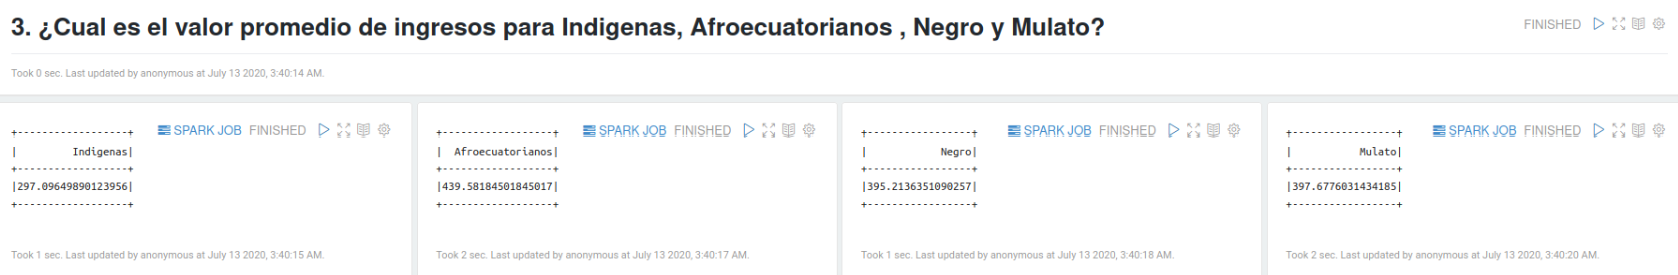 3. ¿Cual es el valor promedio de ingresos para Indigenas, Afroecuatorianos , Negro y Mulato?
FINISHED
Took 0 sec. Last updated by anonymous at July 13 2020, 3:40:14 AM.
SPARK JOB FINISHED
+-----------------+
|        Indigenas|
+-----------------+
|297.09649890123956|
+-----------------+
Took 1 sec. Last updated by anonymous at July 13 2020, 3:40:15 AM.
SPARK JOB FINISHED
+-----------------+
| Afroecuatorianos|
+-----------------+
|439.58184501845017|
+-----------------+
Took 2 sec. Last updated by anonymous at July 13 2020, 3:40:17 AM.
SPARK JOB FINISHED
+----------------+
|           Negro|
+----------------+
|395.2136351090257|
+----------------+
Took 1 sec. Last updated by anonymous at July 13 2020, 3:40:18 AM.
SPARK JOB FINISHED
+----------------+
|          Mulato|
+----------------+
|397.6776031434185|
+----------------+
Took 2 sec. Last updated by anonymous at July 13 2020, 3:40:20 AM.